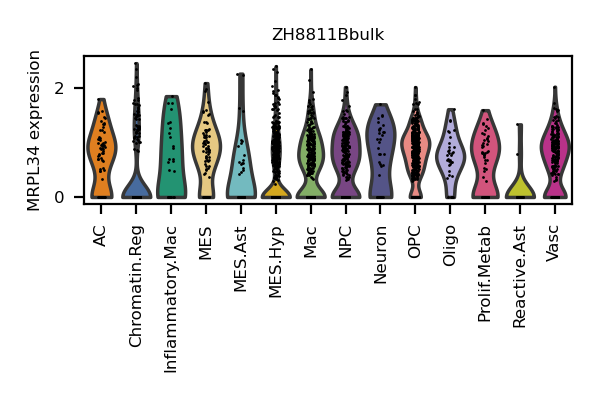 ZH8811Bbulk
MRPL34 expression
2
0
AC
Chromatin.Reg
Inflammatory.Mac
MES
MES.Ast
MES.Hyp
Mac
NPC
Neuron
OPC
Oligo
Prolif.Metab
Reactive.Ast
Vasc